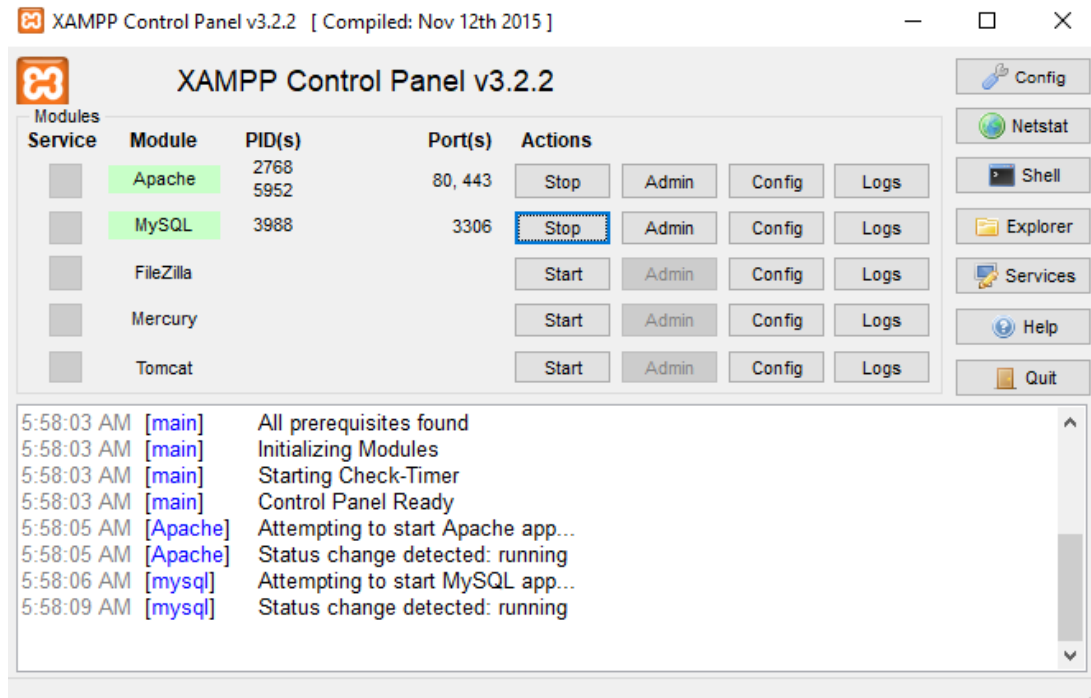 XAMPP Control Panel v3.2.2 [ Compiled: Nov 12th 2015 ]
XAMPP Control Panel v3.2.2
Config
Modules
Service Module PID(s) Port(s) Actions
Netstat
Apache 2768 5952 80, 443 Stop Admin Config Logs
Shell
MySQL 3988 3306 Stop Admin Config Logs
Explorer
FileZilla Start Admin Config Logs
Services
Mercury Start Admin Config Logs
Help
Tomcat Start Admin Config Logs
Quit
5:58:03 AM [main] All prerequisites found
5:58:03 AM [main] Initializing Modules
5:58:03 AM [main] Starting Check-Timer
5:58:03 AM [main] Control Panel Ready
5:58:05 AM [Apache] Attempting to start Apache app...
5:58:05 AM [Apache] Status change detected: running
5:58:06 AM [mysql] Attempting to start MySQL app...
5:58:09 AM [mysql] Status change detected: running